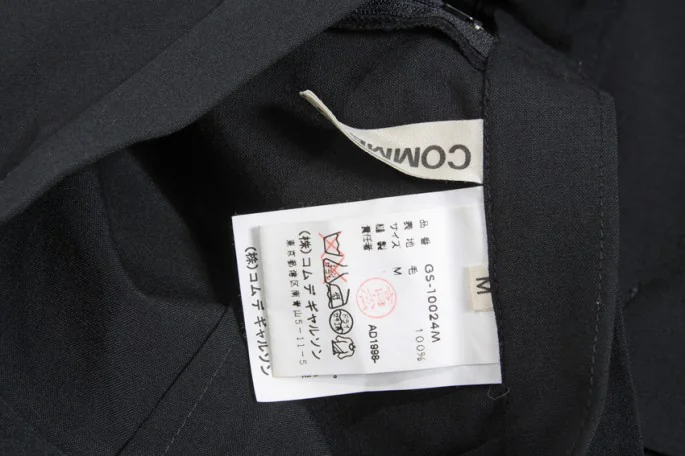 COMM
M
品番 GS-10024M
表地 毛 100%
サイズ M
縫製
責任者
AD1998-
(株)コム デ ギャルソン
東京都港区南青山5-11-5
(株)コム デ ギャルソン